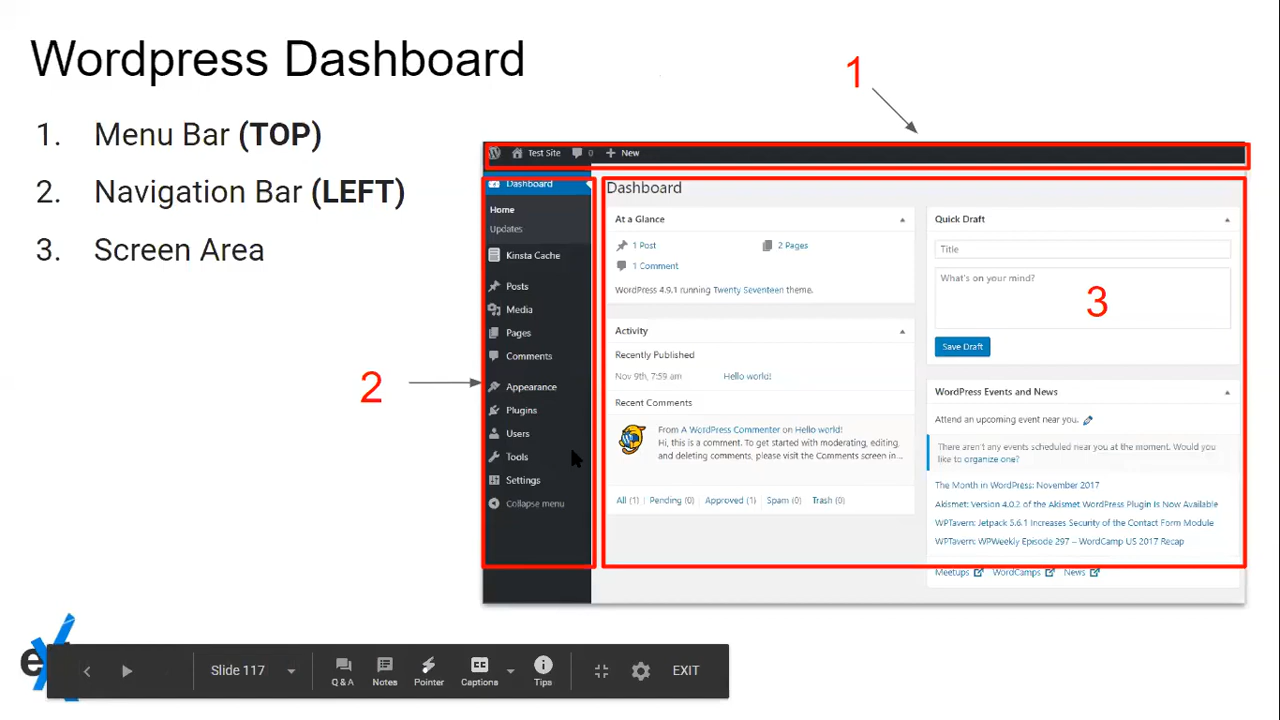 Wordpress Dashboard
1. Menu Bar (TOP)
2. Navigation Bar (LEFT)
3. Screen Area
1
2
3
Test Site 0 New
Dashboard
Home
Updates
Kinsta Cache
Posts
Media
Pages
Comments
Appearance
Plugins
Users
Tools
Settings
Collapse menu
Dashboard
At a Glance
1 Post 2 Pages
1 Comment
WordPress 4.9.1 running Twenty Seventeen theme.
Activity
Recently Published
Nov 9th, 7:59 am Hello world!
Recent Comments
From A WordPress Commenter on Hello world!
Hi, this is a comment. To get started with moderating, editing,
and deleting comments, please visit the Comments screen in...
All (1) | Pending (0) | Approved (1) | Spam (0) | Trash (0)
Quick Draft
Title
What's on your mind?
Save Draft
WordPress Events and News
Attend an upcoming event near you.
There aren't any events scheduled near you at the moment. Would you
like to organize one?
The Month in WordPress: November 2017
Akismet: Version 4.0.2 of the Akismet WordPress Plugin Is Now Available
WPTavern: Jetpack 5.6.1 Increases Security of the Contact Form Module
WPTavern: WPWeekly Episode 297 – WordCamp US 2017 Recap
Meetups | WordCamps | News
Slide 117
Q & A
Notes
Pointer
CC
Captions
Tips
EXIT